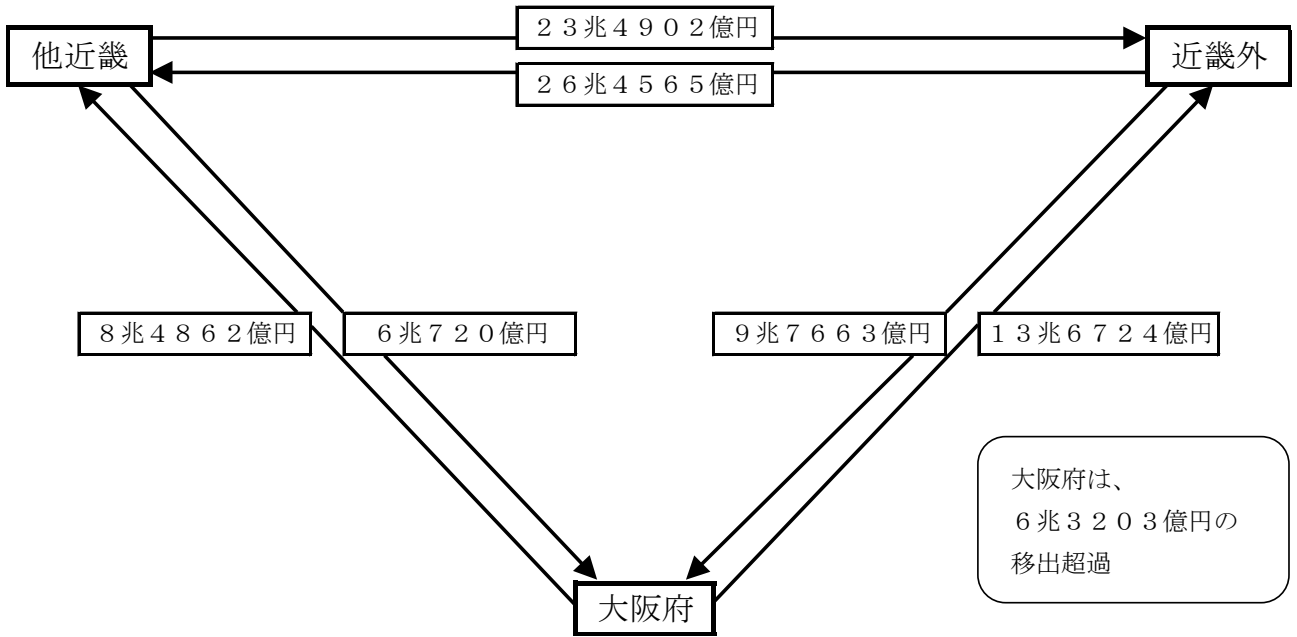 ２３兆４９０２億円
他近畿
近畿外
２６兆４５６５億円
８兆４８６２億円
６兆７２０億円
９兆７６６３億円
１３兆６７２４億円
大阪府は、
６兆３２０３億円の
移出超過
大阪府